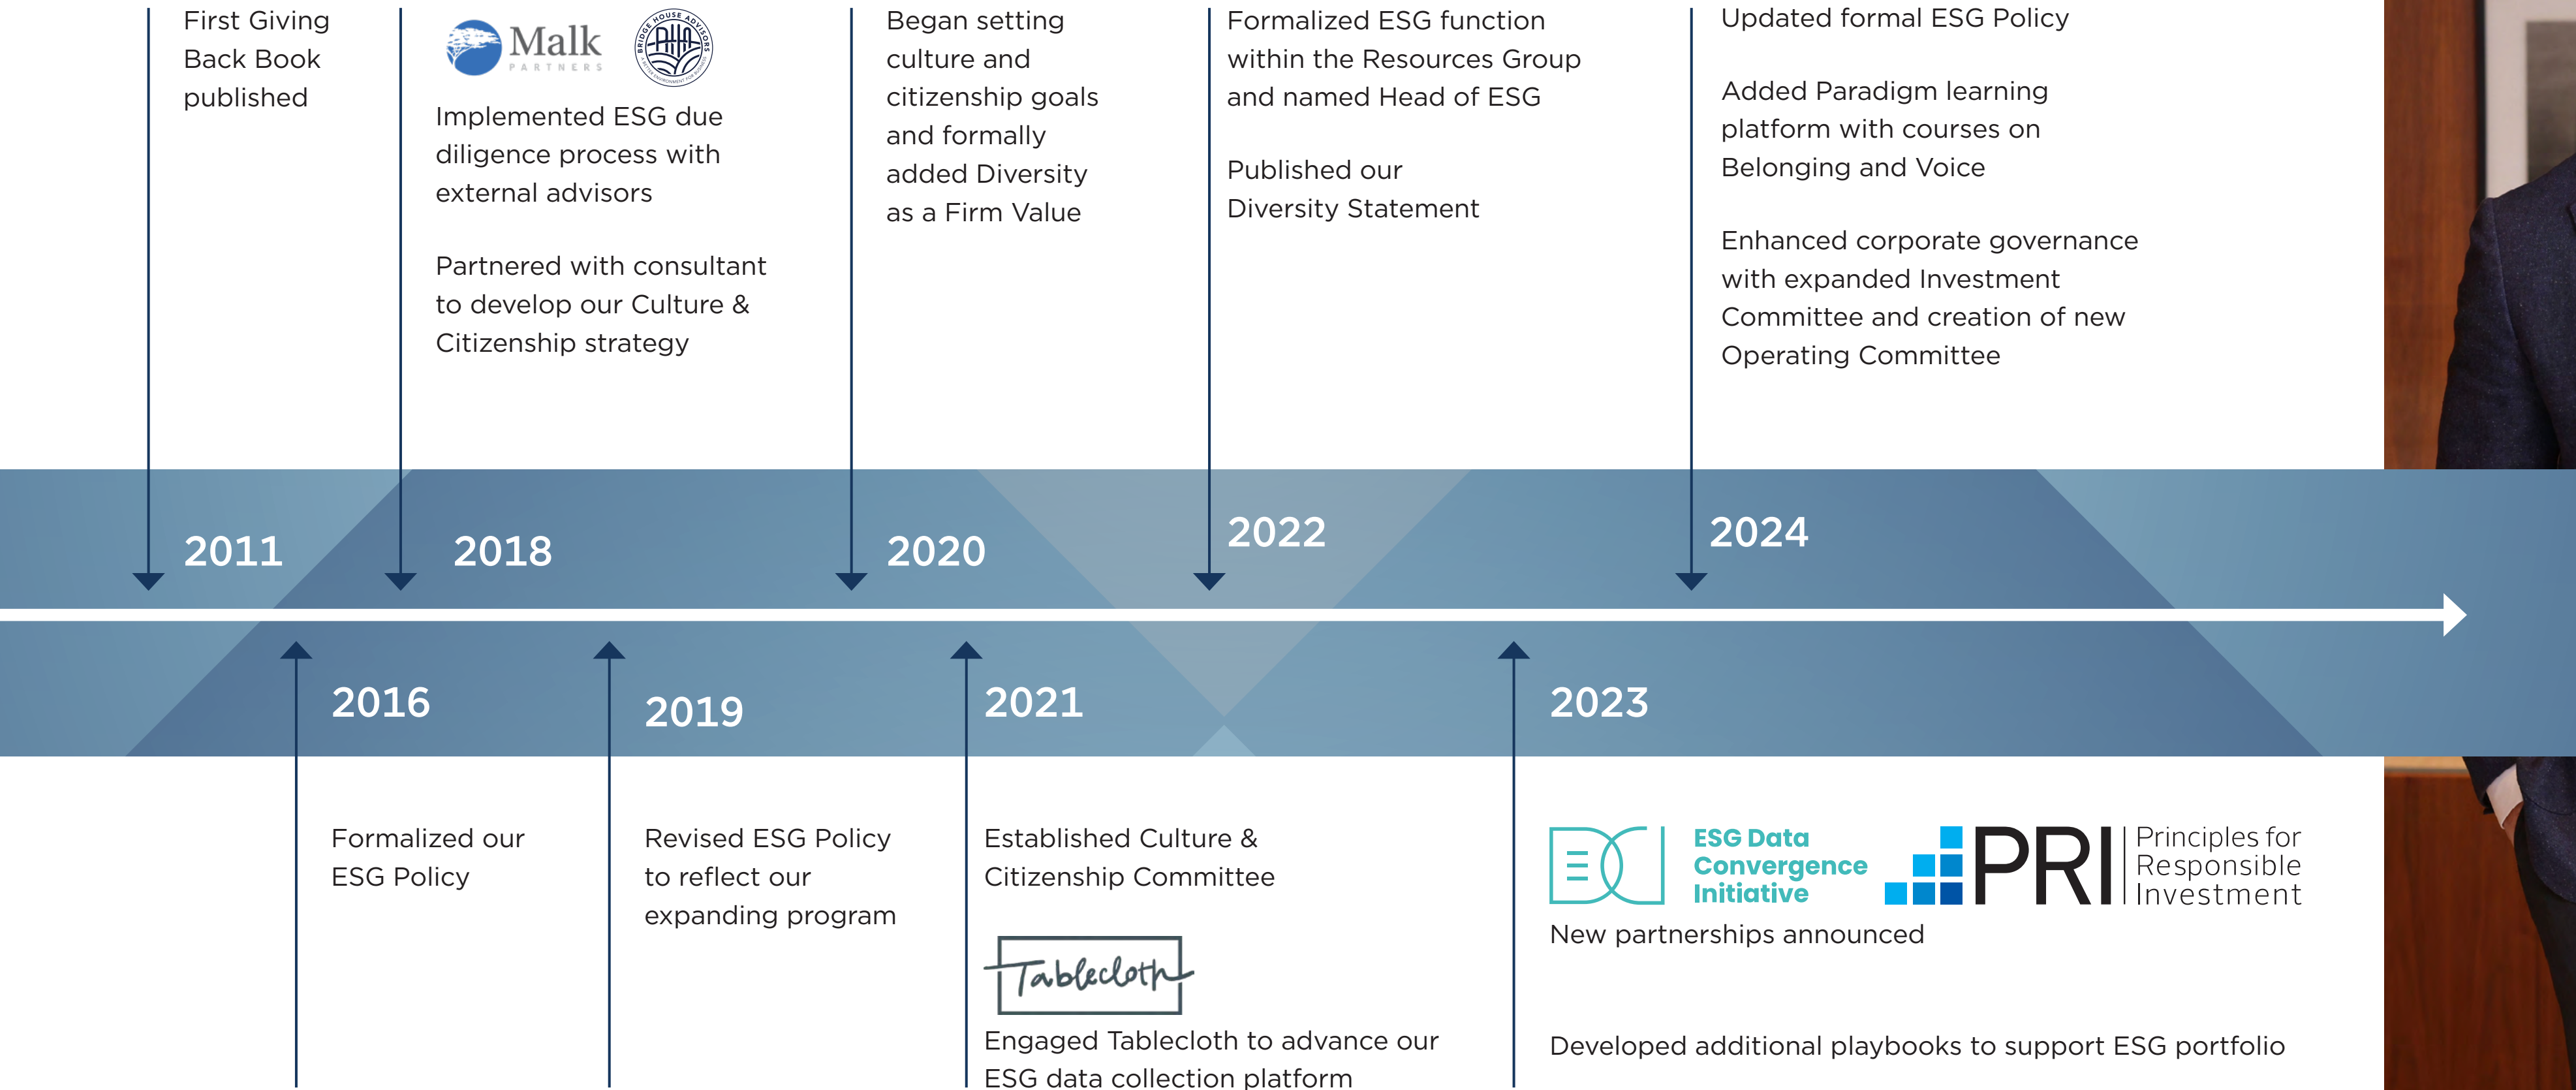 First Giving
Back Book
published
Malk
PARTNERS
BRIDGE HOUSE ADVISORS
A BETTER ENVIRONMENT FOR BUSINESS
Implemented ESG due
diligence process with
external advisors
Partnered with consultant
to develop our Culture &
Citizenship strategy
Began setting
culture and
citizenship goals
and formally
added Diversity
as a Firm Value
Formalized ESG function
within the Resources Group
and named Head of ESG
Published our
Diversity Statement
Updated formal ESG Policy
Added Paradigm learning
platform with courses on
Belonging and Voice
Enhanced corporate governance
with expanded Investment
Committee and creation of new
Operating Committee
2011
2018
2020
2022
2024
2016
2019
2021
2023
Formalized our
ESG Policy
Revised ESG Policy
to reflect our
expanding program
Established Culture &
Citizenship Committee
Tablecloth
Engaged Tablecloth to advance our
ESG data collection platform
ESG Data
Convergence
Initiative
PRI
Principles for
Responsible
Investment
New partnerships announced
Developed additional playbooks to support ESG portfolio